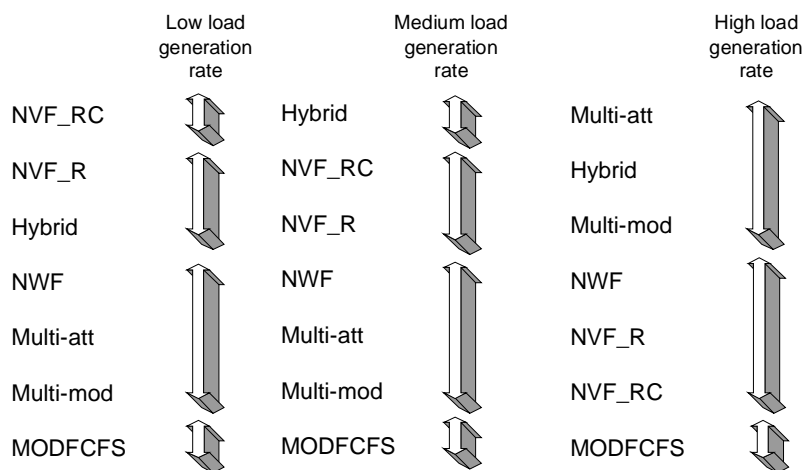 Low load
generation
rate
Medium load
generation
rate
High load
generation
rate
NVF_RC
Hybrid
Multi-att
NVF_R
NVF_RC
Hybrid
Hybrid
NVF_R
Multi-mod
NWF
NWF
NWF
Multi-att
Multi-att
NVF_R
Multi-mod
Multi-mod
NVF_RC
MODFCFS
MODFCFS
MODFCFS